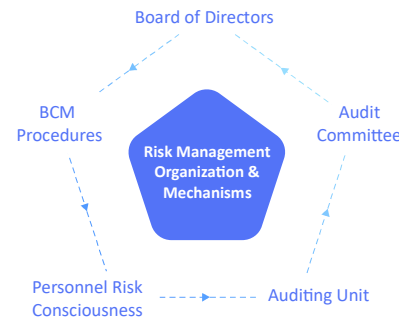 Board of Directors
BCM
Procedures
Audit
Committee
Risk Management
Organization &
Mechanisms
Personnel Risk
Consciousness
Auditing Unit